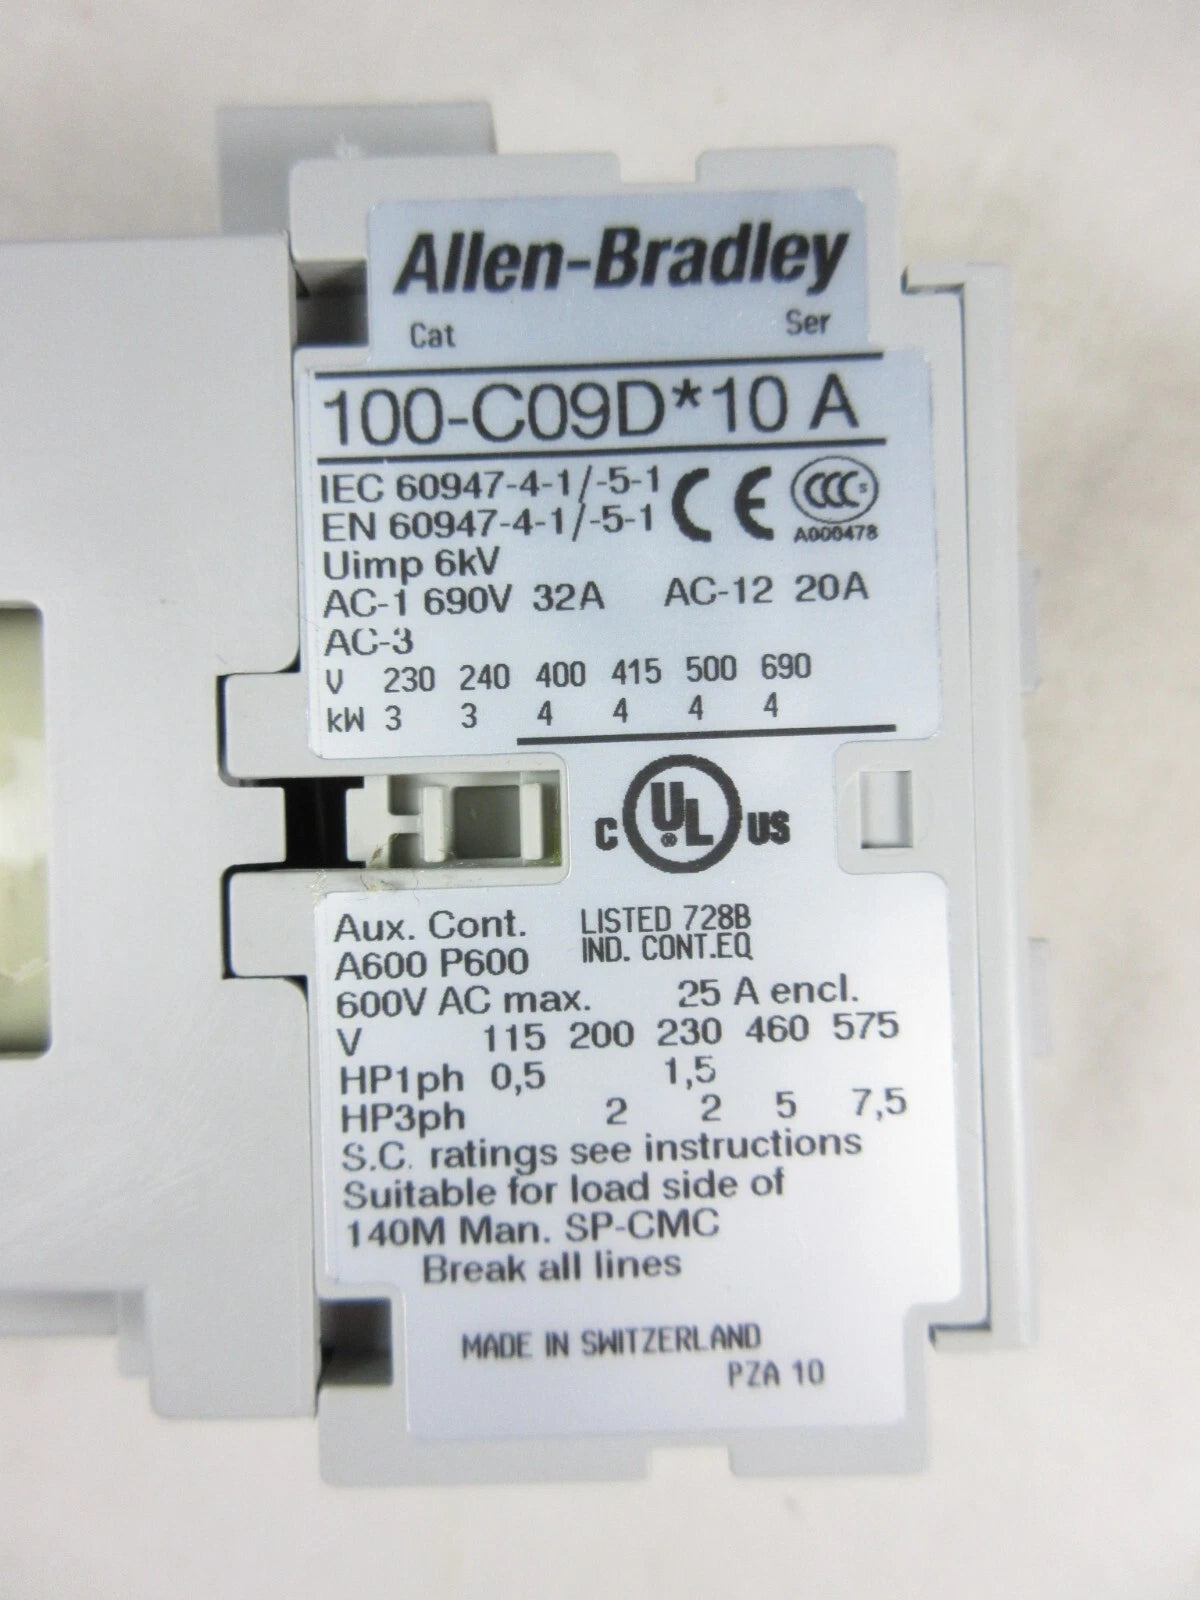 Allen-Bradley
Cat Ser
100-C09D*10 A
IEC 60947-4-1/-5-1
EN 60947-4-1/-5-1
CE
CCC S
A000478
Uimp 6kV
AC-1 690V 32A AC-12 20A
AC-3
V 230 240 400 415 500 690
kW 3 3 4 4 4 4
C UL ® US
Aux. Cont. LISTED 728B
A600 P600 IND. CONT.EQ
600V AC max. 25 A encl.
V 115 200 230 460 575
HP1ph 0,5 1,5
HP3ph 2 2 5 7,5
S.C. ratings see instructions
Suitable for load side of
140M Man. SP-CMC
Break all lines
MADE IN SWITZERLAND
PZA 10